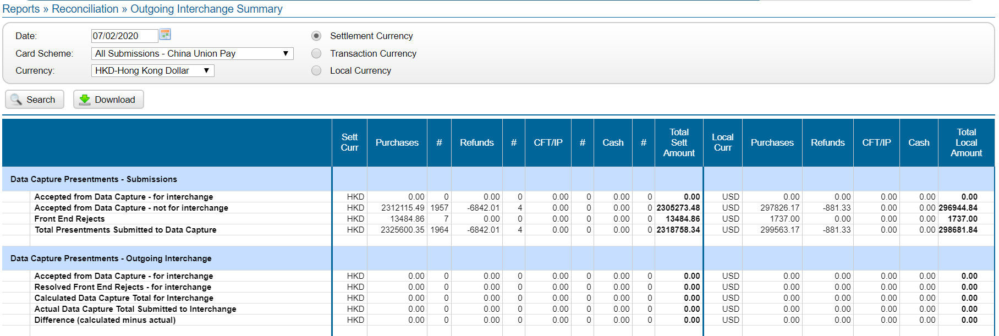 Reports » Reconciliation » Outgoing Interchange Summary
Date: 07/02/2020 Settlement Currency
Card Scheme: All Submissions - China Union Pay Transaction Currency
Currency: HKD-Hong Kong Dollar Local Currency
Search Download
Sett Curr Purchases # Refunds # CFT/IP # Cash # Total Sett Amount Local Curr Purchases Refunds CFT/IP Cash Total Local Amount
Data Capture Presentments - Submissions
Accepted from Data Capture - for interchange HKD 0.00 0 0.00 0 0.00 0 0.00 0 0.00 USD 0.00 0.00 0.00 0.00 0.00
Accepted from Data Capture - not for interchange HKD 2312115.49 1957 -6842.01 4 0.00 0 0.00 0 2305273.48 USD 297826.17 -881.33 0.00 0.00 296944.84
Front End Rejects HKD 13484.86 7 0.00 0 0.00 0 0.00 0 13484.86 USD 1737.00 0.00 0.00 0.00 1737.00
Total Presentments Submitted to Data Capture HKD 2325600.35 1964 -6842.01 4 0.00 0 0.00 0 2318758.34 USD 299563.17 -881.33 0.00 0.00 298681.84
Data Capture Presentments - Outgoing Interchange
Accepted from Data Capture - for interchange HKD 0.00 0 0.00 0 0.00 0 0.00 0 0.00 USD 0.00 0.00 0.00 0.00 0.00
Resolved Front End Rejects - for interchange HKD 0.00 0 0.00 0 0.00 0 0.00 0 0.00 USD 0.00 0.00 0.00 0.00 0.00
Calculated Data Capture Total for Interchange HKD 0.00 0 0.00 0 0.00 0 0.00 0 0.00 USD 0.00 0.00 0.00 0.00 0.00
Actual Data Capture Total Submitted to Interchange HKD 0.00 0 0.00 0 0.00 0 0.00 0 0.00 USD 0.00 0.00 0.00 0.00 0.00
Difference (calculated minus actual) HKD 0.00 0 0.00 0 0.00 0 0.00 0 0.00 USD 0.00 0.00 0.00 0.00 0.00